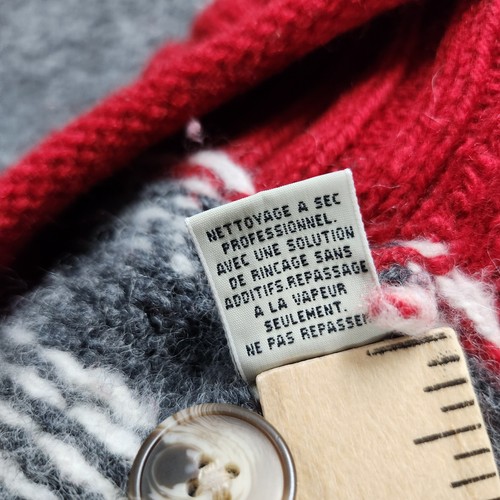 NETTOYAGE A SEC
PROFESSIONNEL.
AVEC UNE SOLUTION
DE RINCAGE SANS
ADDITIFS.REPASSAGE
A LA VAPEUR
SEULEMENT.
NE PAS REPASSER